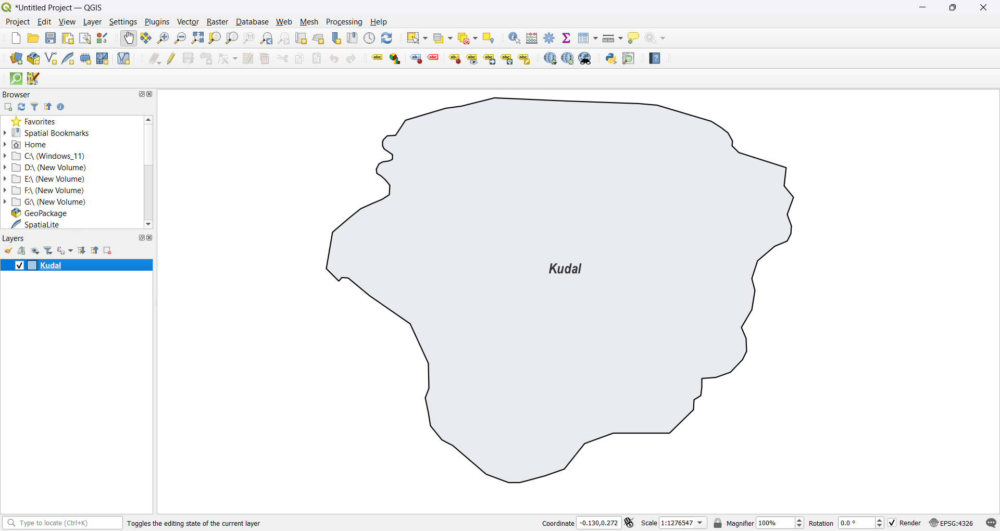 *Untitled Project — QGIS
Project Edit View Layer Settings Plugins Vector Raster Database Web Mesh Processing Help
Browser
Favorites
Spatial Bookmarks
Home
C:\ (Windows_11)
D:\ (New Volume)
E:\ (New Volume)
F:\ (New Volume)
G:\ (New Volume)
GeoPackage
SpatiaLite
Layers
Kudal
Kudal
Type to locate (Ctrl+K) Toggles the editing state of the current layer Coordinate -0.130,0.272 Scale 1:1276547 Magnifier 100% Rotation 0.0 ° Render EPSG:4326